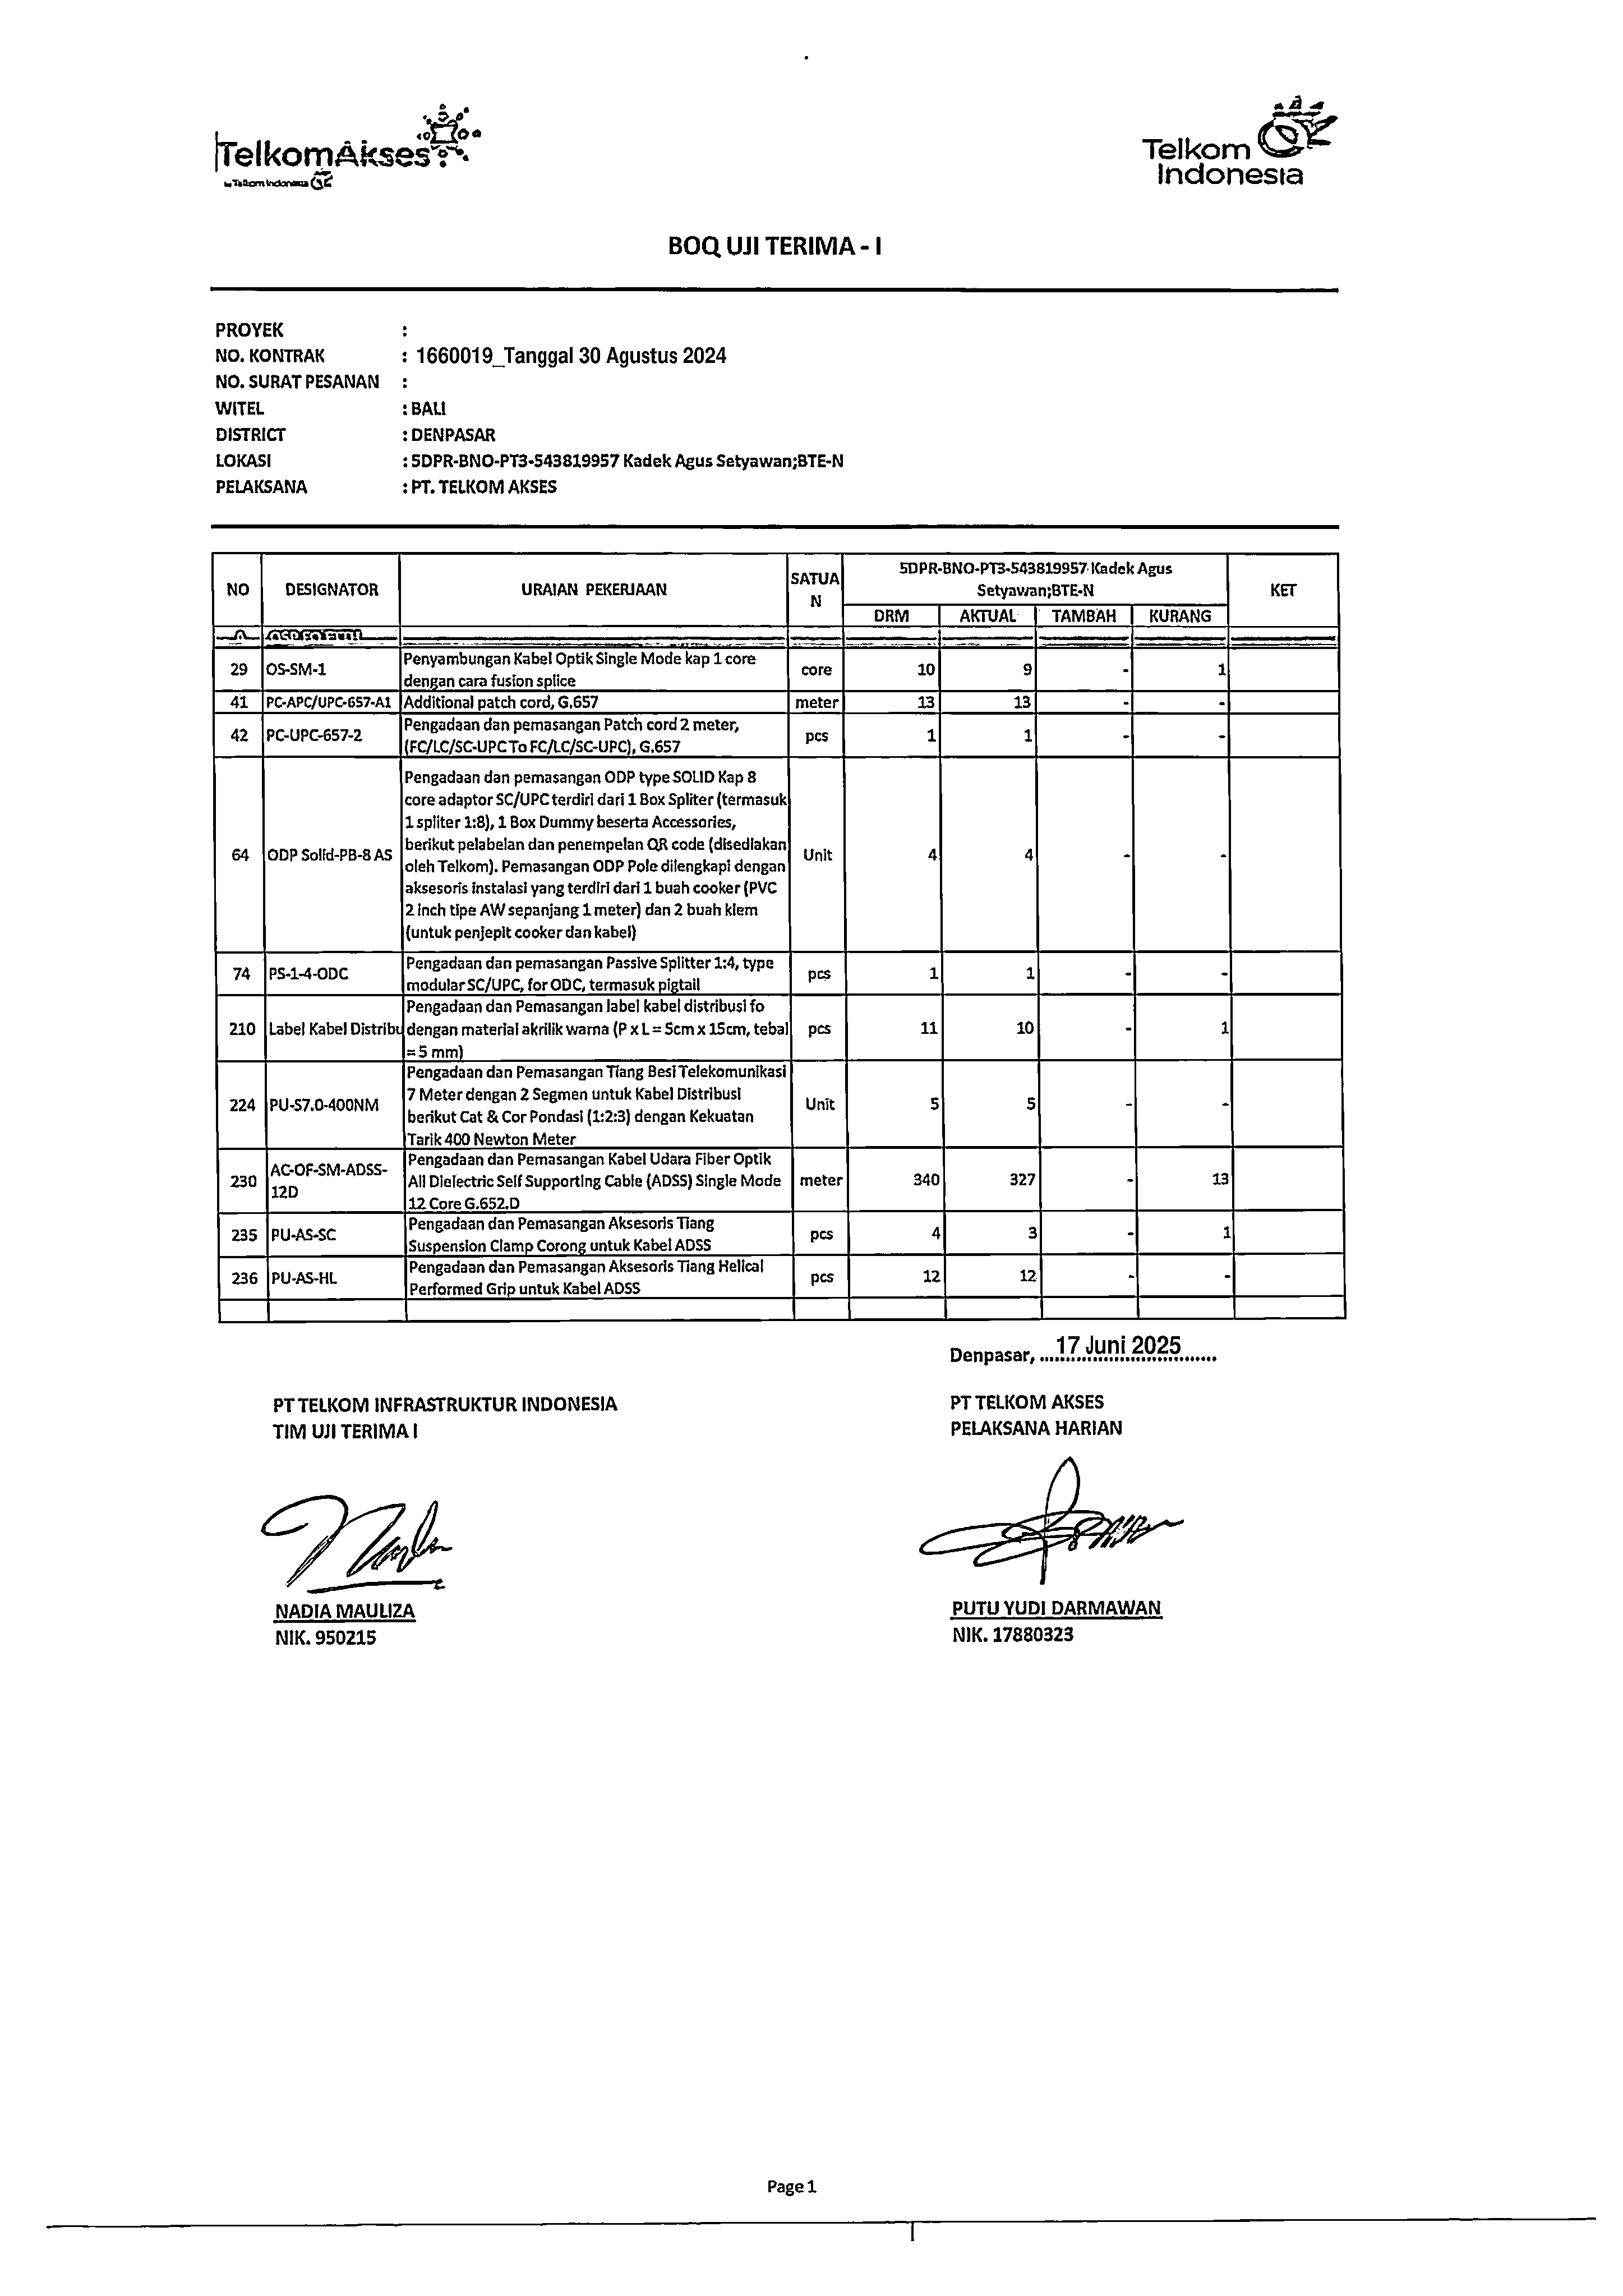 TelkomAkses
by Telkom Indonesia
Telkom
Indonesia
BOQ UJI TERIMA - I
PROYEK :
NO. KONTRAK : 1660019_Tanggal 30 Agustus 2024
NO. SURAT PESANAN :
WITEL : BALI
DISTRICT : DENPASAR
LOKASI : 5DPR-BNO-PT3-543819957 Kadek Agus Setyawan;BTE-N
PELAKSANA : PT. TELKOM AKSES
NO DESIGNATOR URAIAN PEKERJAAN SATUA
N 5DPR-BNO-PT3-543819957 Kadek Agus
Setyawan;BTE-N KET
DRM AKTUAL TAMBAH KURANG
29 OS-SM-1 Penyambungan Kabel Optik Single Mode kap 1 core
dengan cara fusion splice core 10 9 - 1
41 PC-APC/UPC-657-A1 Additional patch cord, G.657 meter 13 13 - -
42 PC-UPC-657-2 Pengadaan dan pemasangan Patch cord 2 meter,
(FC/LC/SC-UPC To FC/LC/SC-UPC), G.657 pcs 1 1 - -
Pengadaan dan pemasangan ODP type SOLID Kap 8
core adaptor SC/UPC terdiri dari 1 Box Spliter (termasuk
1 spliter 1:8), 1 Box Dummy beserta Accessories,
berikut pelabelan dan penempelan QR code (disediakan
64 ODP Solid-PB-8 AS oleh Telkom). Pemasangan ODP Pole dilengkapi dengan Unit 4 4 - -
aksesoris instalasi yang terdiri dari 1 buah cooker (PVC
2 inch tipe AW sepanjang 1 meter) dan 2 buah klem
(untuk penjepit cooker dan kabel)
74 PS-1-4-ODC Pengadaan dan pemasangan Passive Splitter 1:4, type
modular SC/UPC, for ODC, termasuk pigtail pcs 1 1 - -
Pengadaan dan Pemasangan label kabel distribusi fo
210 Label Kabel Distribu dengan material akrilik warna (P x L = 5cm x 15cm, tebal pcs 11 10 - 1
= 5 mm)
Pengadaan dan Pemasangan Tiang Besi Telekomunikasi
224 PU-S7.0-400NM 7 Meter dengan 2 Segmen untuk Kabel Distribusi Unit 5 5 - -
berikut Cat & Cor Pondasi (1:2:3) dengan Kekuatan
Tarik 400 Newton Meter
230 AC-OF-SM-ADSS-
12D Pengadaan dan Pemasangan Kabel Udara Fiber Optik
All Dielectric Self Supporting Cable (ADSS) Single Mode meter 340 327 - 13
12 Core G.652.D
235 PU-AS-SC Pengadaan dan Pemasangan Aksesoris Tiang
Suspension Clamp Corong untuk Kabel ADSS pcs 4 3 - 1
236 PU-AS-HL Pengadaan dan Pemasangan Aksesoris Tiang Helical
Performed Grip untuk Kabel ADSS pcs 12 12 - -
Denpasar, 17 Juni 2025
PT TELKOM INFRASTRUKTUR INDONESIA
TIM UJI TERIMA I
PT TELKOM AKSES
PELAKSANA HARIAN
NADIA MAULIZA
NIK. 950215
PUTU YUDI DARMAWAN
NIK. 17880323
Page 1